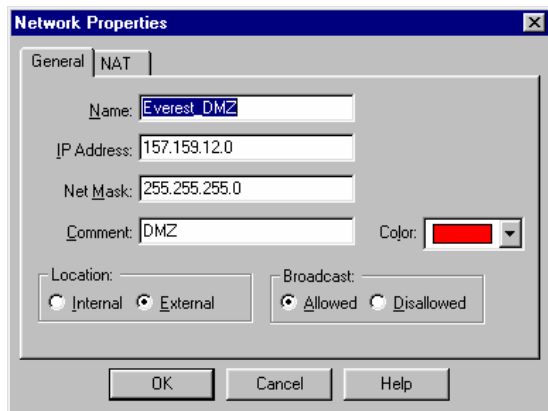 Network Properties
General NAT
Name: Everest_DMZ
IP Address: 157.159.12.0
Net Mask: 255.255.255.0
Comment: DMZ Color:
Location: Broadcast:
Internal External Allowed Disallowed
OK Cancel Help